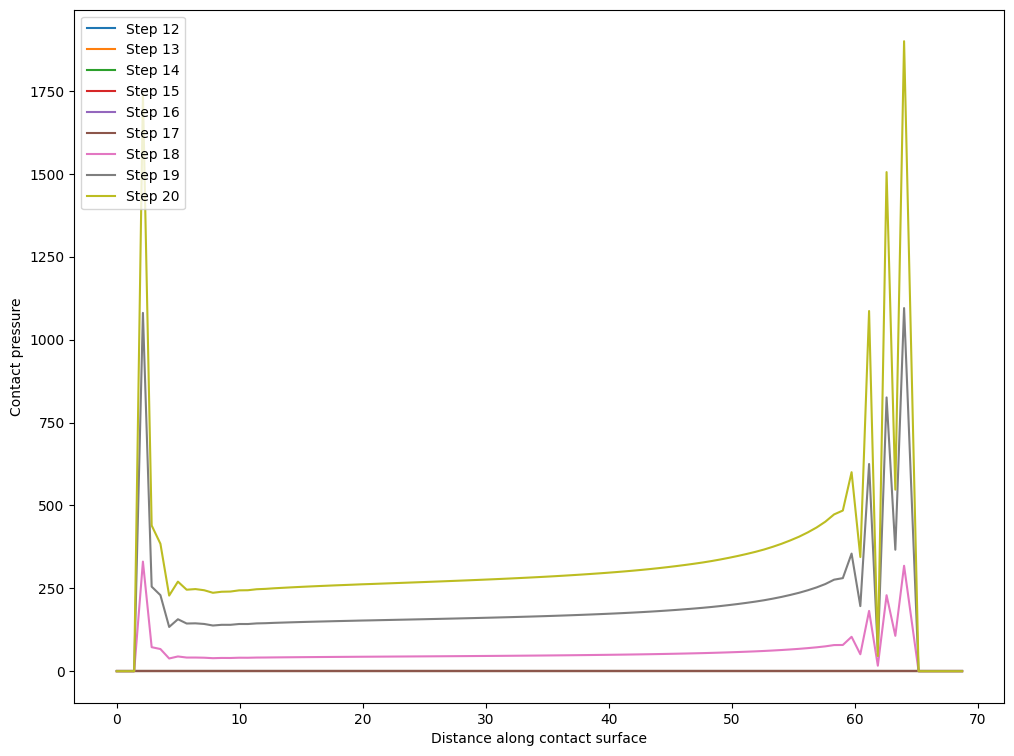 Step 12
Step 13
Step 14
Step 15
Step 16
Step 17
Step 18
Step 19
Step 20
1750
1500
1250
1000
750
500
250
0
Contact pressure
0 10 20 30 40 50 60 70
Distance along contact surface